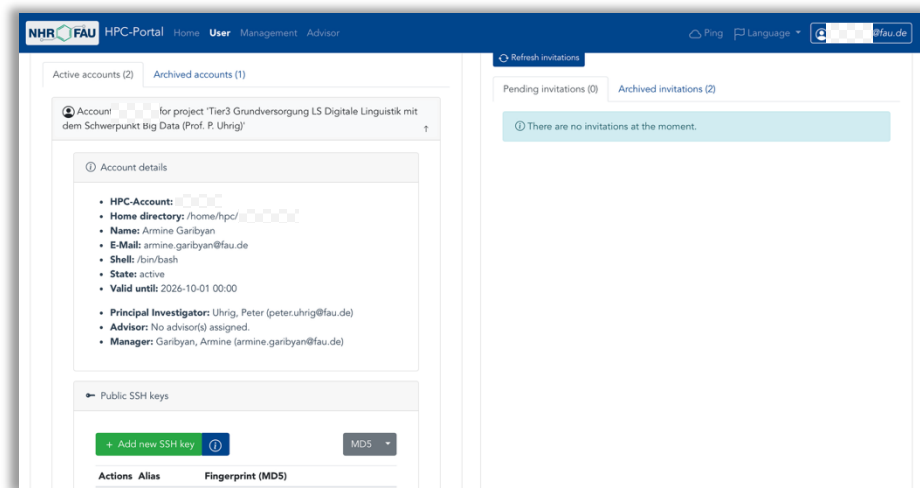 NHR FAU HPC-Portal Home User Management Advisor Ping Language @fau.de
Active accounts (2) Archived accounts (1)
Account for project 'Tier3 Grundversorgung LS Digitale Linguistik mit
dem Schwerpunkt Big Data (Prof. P. Uhrig)'
Account details
HPC-Account:
Home directory: /home/hpc/
Name: Armine Garibyan
E-Mail: armine.garibyan@fau.de
Shell: /bin/bash
State: active
Valid until: 2026-10-01 00:00
Principal Investigator: Uhrig, Peter (peter.uhrig@fau.de)
Advisor: No advisor(s) assigned.
Manager: Garibyan, Armine (armine.garibyan@fau.de)
Public SSH keys
+ Add new SSH key MD5
Actions Alias Fingerprint (MD5)
Refresh invitations
Pending invitations (0) Archived invitations (2)
There are no invitations at the moment.